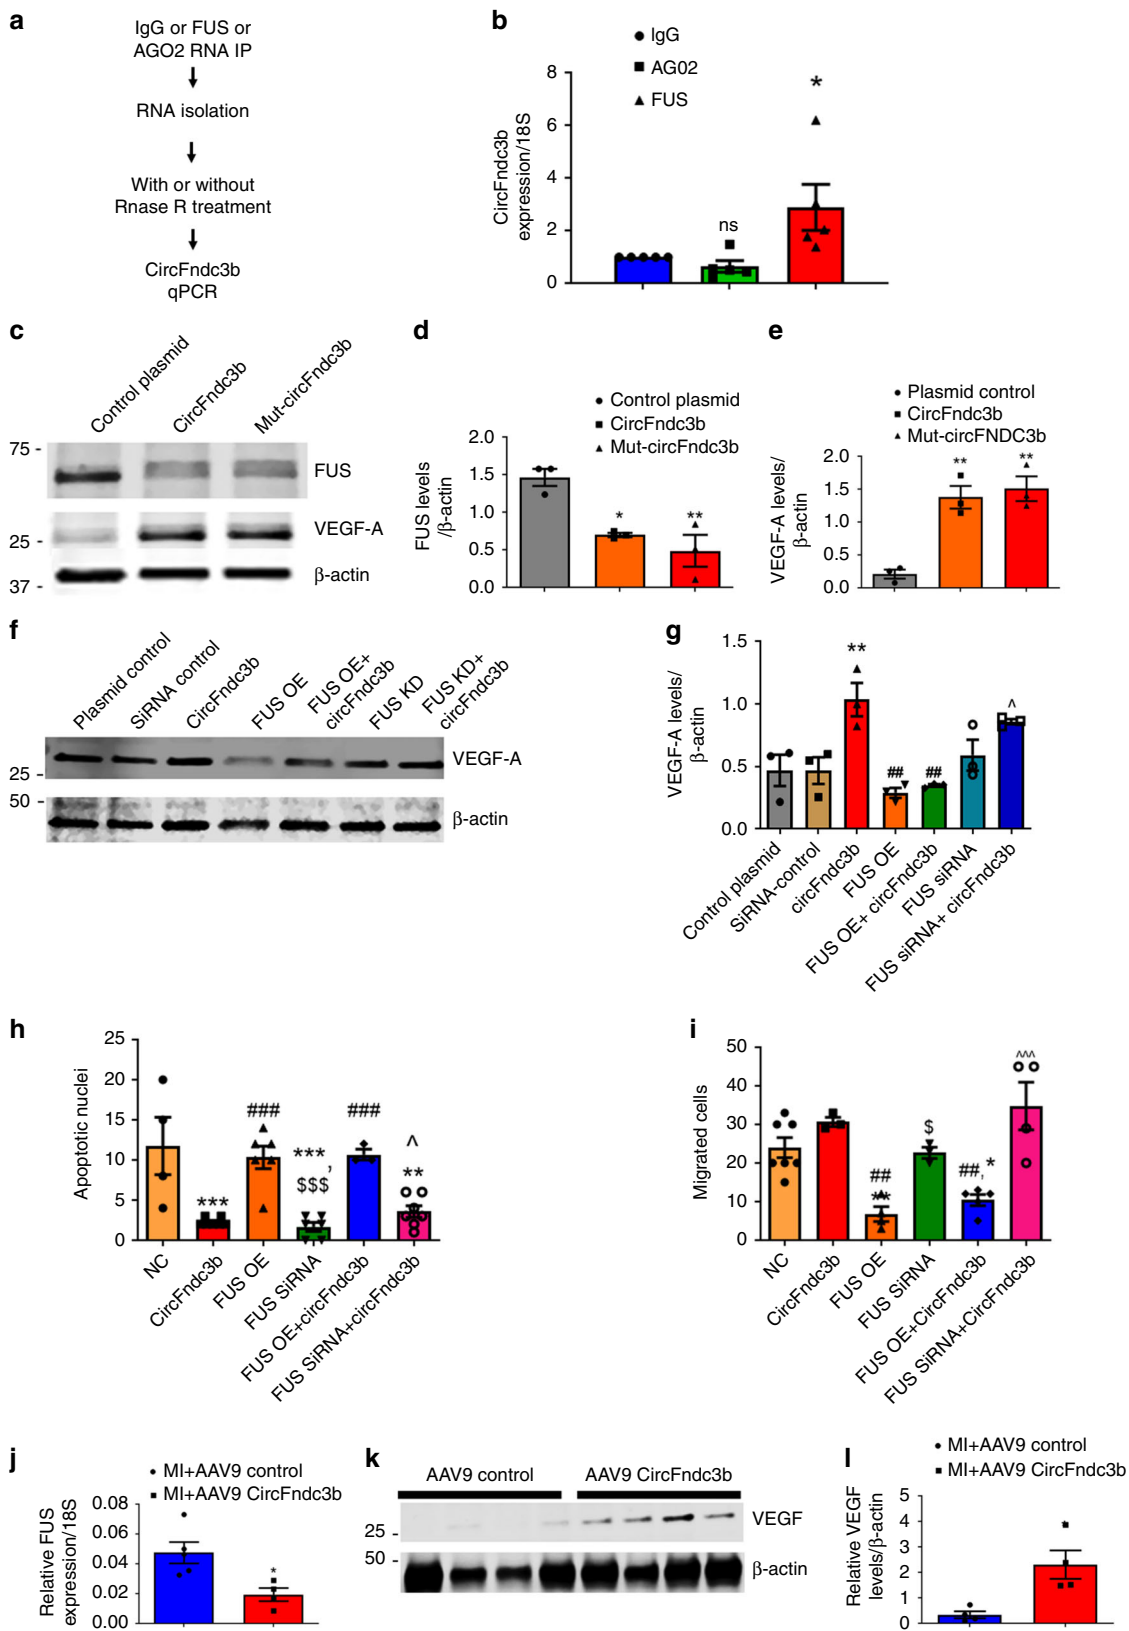 a
IgG or FUS or
AGO2 RNA IP
RNA isolation
With or without
Rnase R treatment
CircFndc3b
qPCR
b
IgG
AG02
FUS
CircFndc3b
expression/18S
8
6
4
2
0
ns
*
c
Control plasmid
CircFndc3b
Mut-circFndc3b
75 -
FUS
VEGF-A
25 -
β-actin
37 -
d
Control plasmid
CircFndc3b
Mut-circFndc3b
FUS levels
/β-actin
2.0
1.0
0.5
0.0
*
**
e
Plasmid control
CircFndc3b
Mut-circFNDC3b
VEGF-A levels/
β-actin
2.0
1.0
0.5
0.0
**
**
f
Plasmid control
SiRNA control
CircFndc3b
FUS OE
FUS OE+
circFndc3b
FUS KD
FUS KD+
circFndc3b
VEGF-A
25 -
50 -
β-actin
g
VEGF-A levels/
β-actin
1.5
1.0
0.5
0.0
**
##
##
^
Control plasmid
SiRNA-control
circFndc3b
FUS OE
FUS OE+ circFndc3b
FUS siRNA
FUS siRNA+ circFndc3b
h
Apoptotic nuclei
25
20
15
10
5
0
***
###
***,
$$$
###
^
**
NC
CircFndc3b
FUS OE
FUS SiRNA
FUS OE+circFndc3b
FUS SiRNA+circFndc3b
i
Migrated cells
50
40
30
20
10
0
##
**
$
##,*
^^^
NC
CircFndc3b
FUS OE
FUS SiRNA
FUS OE+CircFndc3b
FUS SiRNA+CircFndc3b
j
MI+AAV9 control
MI+AAV9 CircFndc3b
Relative FUS
expression/18S
0.08
0.06
0.04
0.02
0.00
*
k
AAV9 control
AAV9 CircFndc3b
VEGF
25 -
50 -
β-actin
l
MI+AAV9 control
MI+AAV9 CircFndc3b
Relative VEGF
levels/β-actin
5
4
3
2
1
0